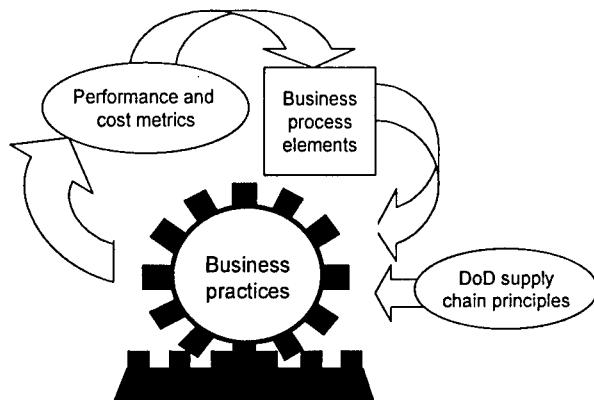 Performance and
cost metrics
Business
process
elements
Business
practices
DoD supply
chain principles